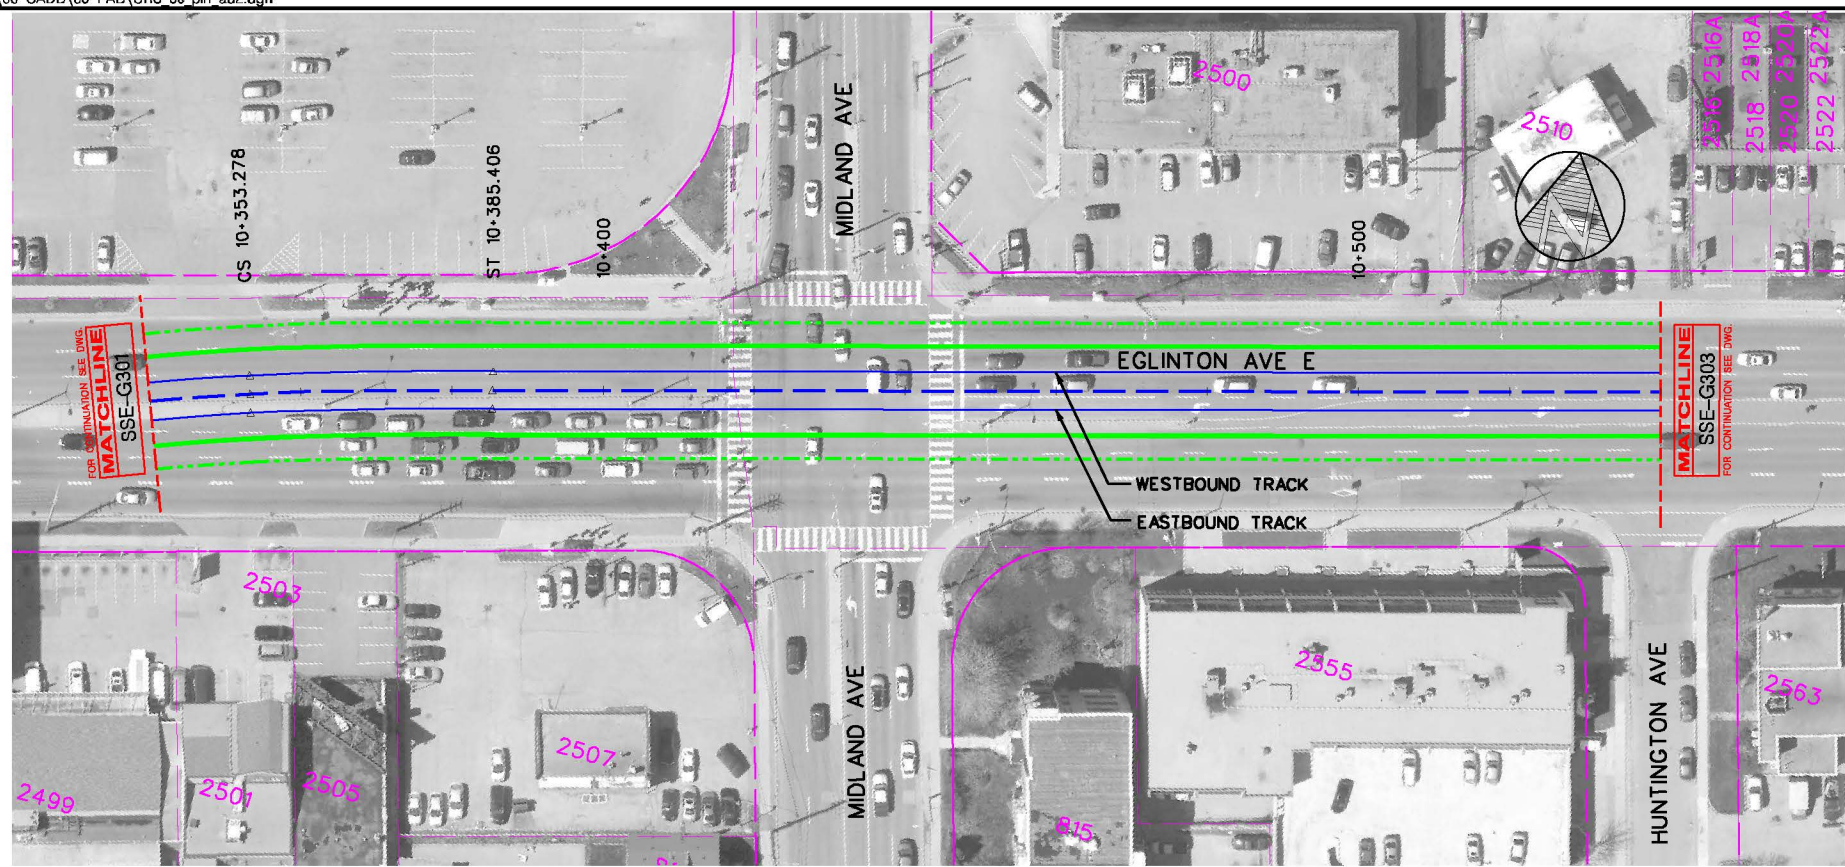 MIDLAND AVE
2500
2510
2516 2516A
2518 2518A
2520 2520A
2522 2522A
CS 10+353.278
ST 10+385.406
10+400
10+500
FOR CONTINUATION SEE DWG.
MATCHLINE
SSE-G301
EGLINTON AVE E
MATCHLINE
SSE-G303
FOR CONTINUATION SEE DWG.
WESTBOUND TRACK
EASTBOUND TRACK
2503
2499
2501
2505
2507
MIDLAND AVE
815
2555
HUNTINGTON AVE
2563
N